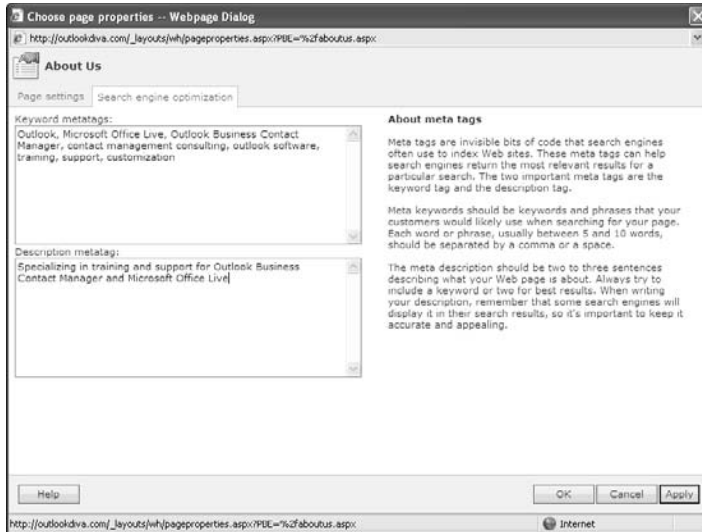 Choose page properties -- Webpage Dialog
http://outlookdiva.com/_layouts/wh/pageproperties.aspx?PBE=%2faboutus.aspx
About Us
Page settings
Search engine optimization
Keyword metatags:
Outlook, Microsoft Office Live, Outlook Business Contact
Manager, contact management consulting, outlook software,
training, support, customization
Description metatag:
Specializing in training and support for Outlook Business
Contact Manager and Microsoft Office Live
About meta tags
Meta tags are invisible bits of code that search engines
often use to index Web sites. These meta tags can help
search engines return the most relevant results for a
particular search. The two important meta tags are the
keyword tag and the description tag.
Meta keywords should be keywords and phrases that your
customers would likely use when searching for your page.
Each word or phrase, usually between 5 and 10 words,
should be separated by a comma or a space.
The meta description should be two to three sentences
describing what your Web page is about. Always try to
include a keyword or two for best results. When writing
your description, remember that some search engines will
display it in their search results, so it's important to keep it
accurate and appealing.
Help
OK
Cancel
Apply
http://outlookdiva.com/_layouts/wh/pageproperties.aspx?PBE=%2faboutus.aspx
Internet